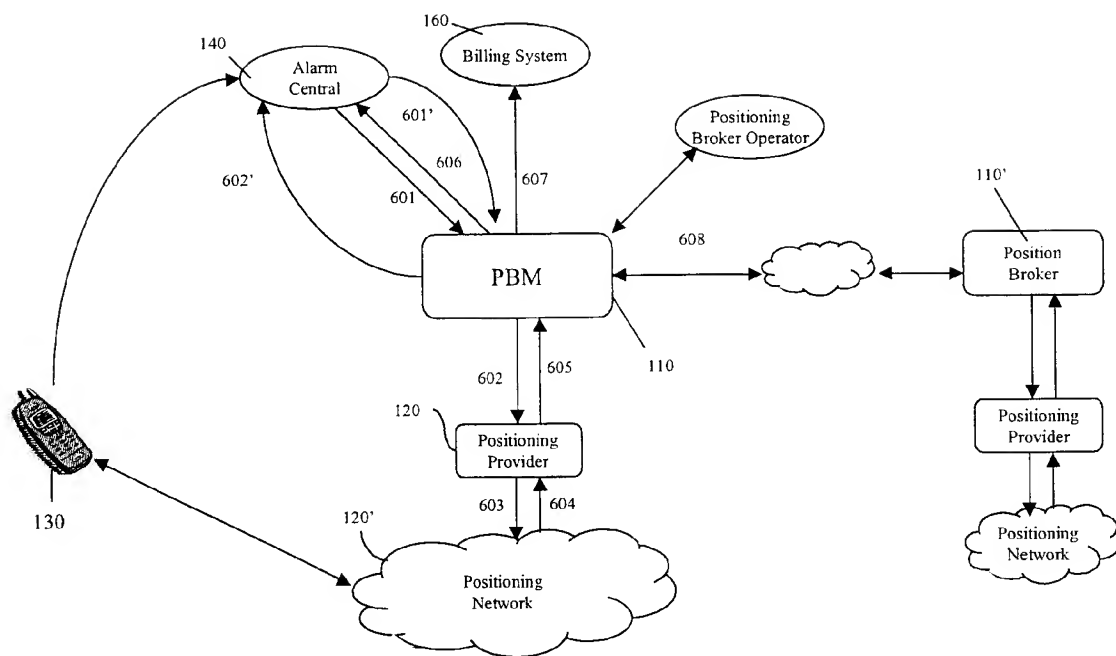 160
140
Billing System
Alarm
Central
601'
Positioning
Broker Operator
606
602'
601
607
110'
608
PBM
Position
Broker
602
605
110
120
Positioning
Provider
Positioning
Provider
603
604
130
120'
Positioning
Network
Positioning
Network